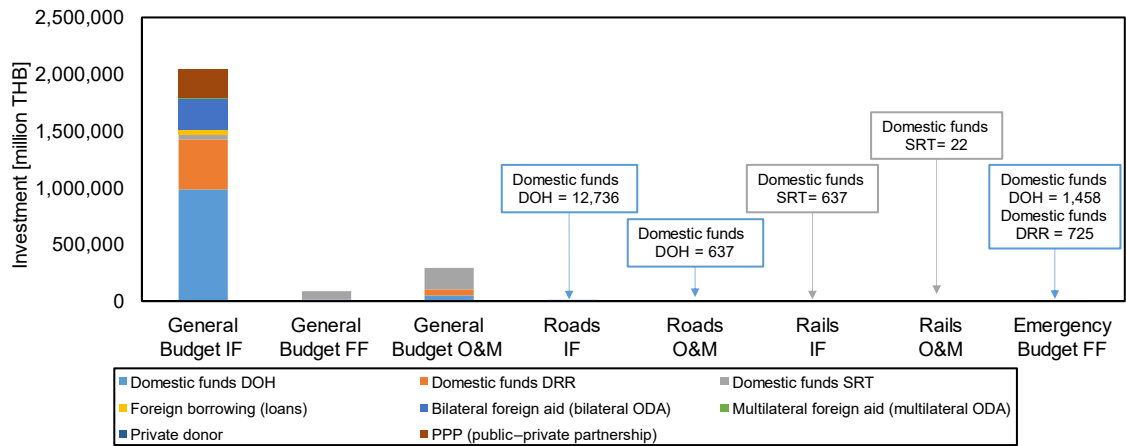 Investment [million THB]
2,500,000
2,000,000
1,500,000
1,000,000
500,000
0
Domestic funds
DOH = 12,736
Domestic funds
DOH = 637
Domestic funds
SRT= 637
Domestic funds
SRT= 22
Domestic funds
DOH = 1,458
Domestic funds
DRR = 725
General
Budget IF
General
Budget FF
General
Budget O&M
Roads
IF
Roads
O&M
Rails
IF
Rails
O&M
Emergency
Budget FF
Domestic funds DOH
Domestic funds DRR
Domestic funds SRT
Foreign borrowing (loans)
Bilateral foreign aid (bilateral ODA)
Multilateral foreign aid (multilateral ODA)
Private donor
PPP (public–private partnership)